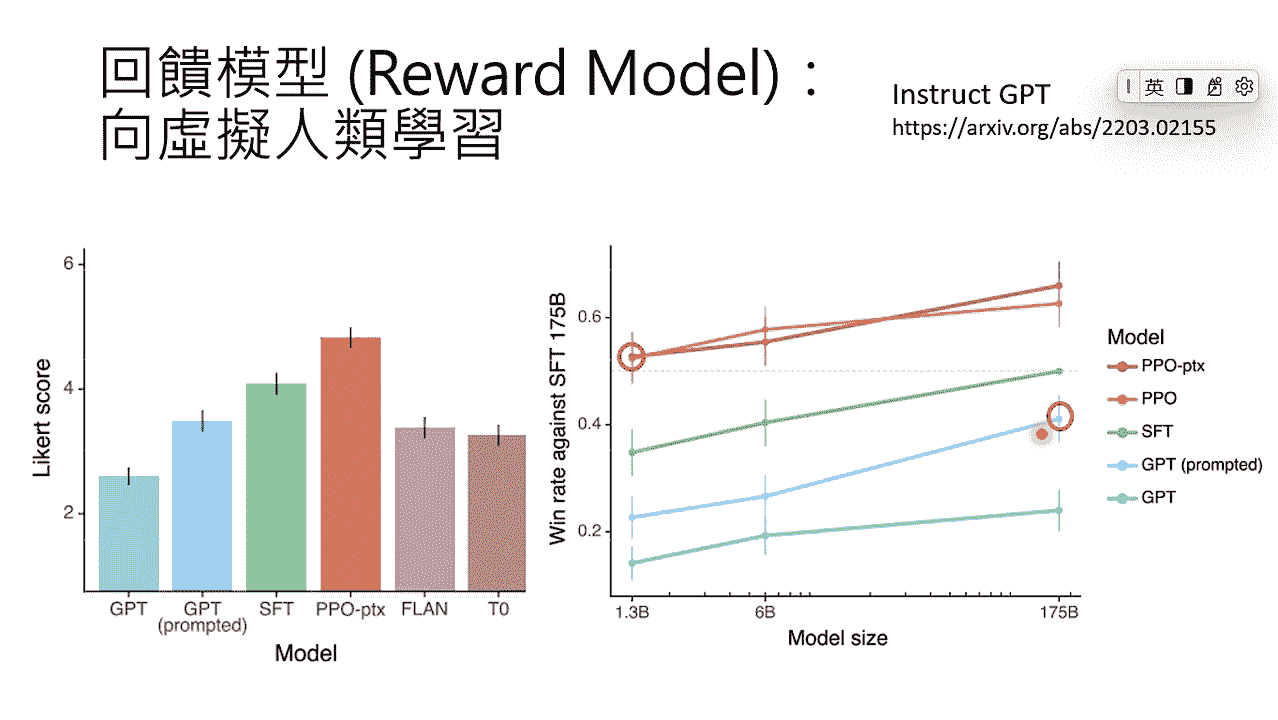 回饋模型 (Reward Model)：
向虛擬人類學習
Instruct GPT
https://arxiv.org/abs/2203.02155
英
Likert score
6
4
2
GPT
GPT
(prompted)
SFT
PPO-ptx
FLAN
T0
Model
Win rate against SFT 175B
0.6
0.4
0.2
1.3B
6B
175B
Model size
Model
PPO-ptx
PPO
SFT
GPT (prompted)
GPT